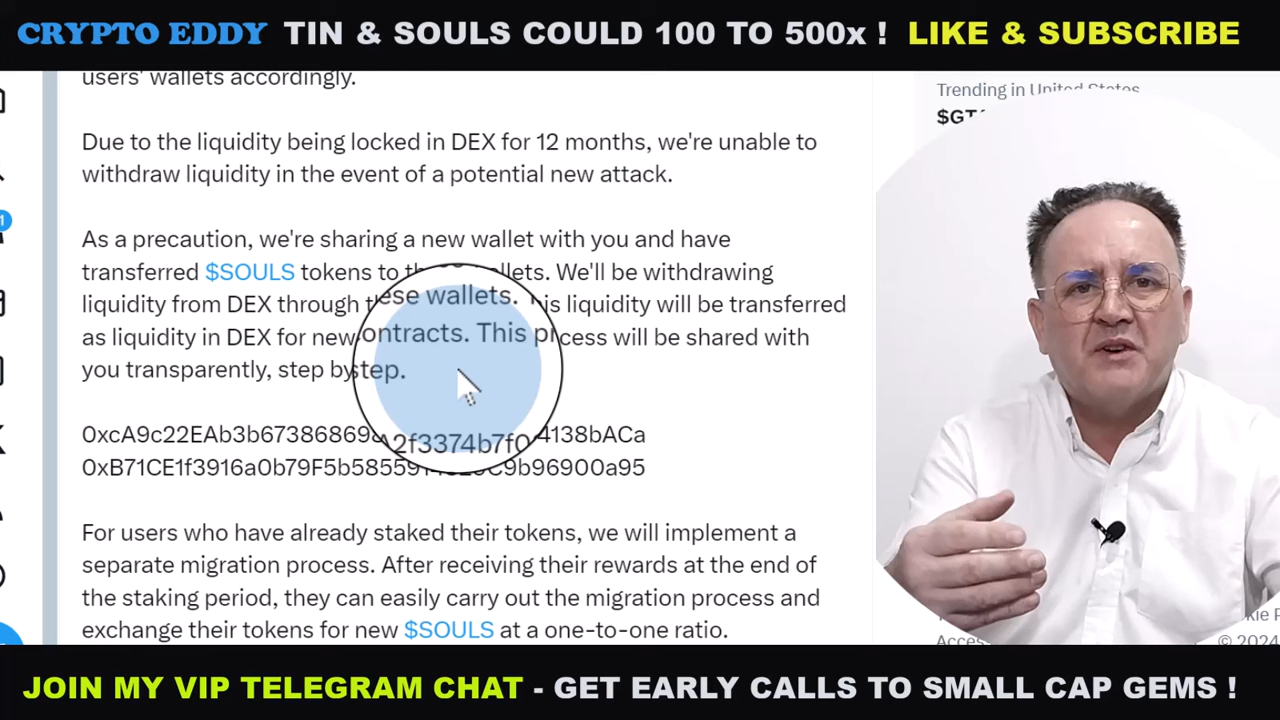 CRYPTO EDDY TIN & SOULS COULD 100 TO 500x ! LIKE & SUBSCRIBE
users' wallets accordingly.
Due to the liquidity being locked in DEX for 12 months, we're unable to
withdraw liquidity in the event of a potential new attack.
As a precaution, we're sharing a new wallet with you and have
transferred $SOULS tokens to these wallets. We'll be withdrawing
liquidity from DEX through these wallets. This liquidity will be transferred
as liquidity in DEX for new contracts. This process will be shared with
you transparently, step by step.
For users who have already staked their tokens, we will implement a
separate migration process. After receiving their rewards at the end of
the staking period, they can easily carry out the migration process and
exchange their tokens for new $SOULS at a one-to-one ratio.
Trending in United States
1
© 2024
JOIN MY VIP TELEGRAM CHAT - GET EARLY CALLS TO SMALL CAP GEMS !